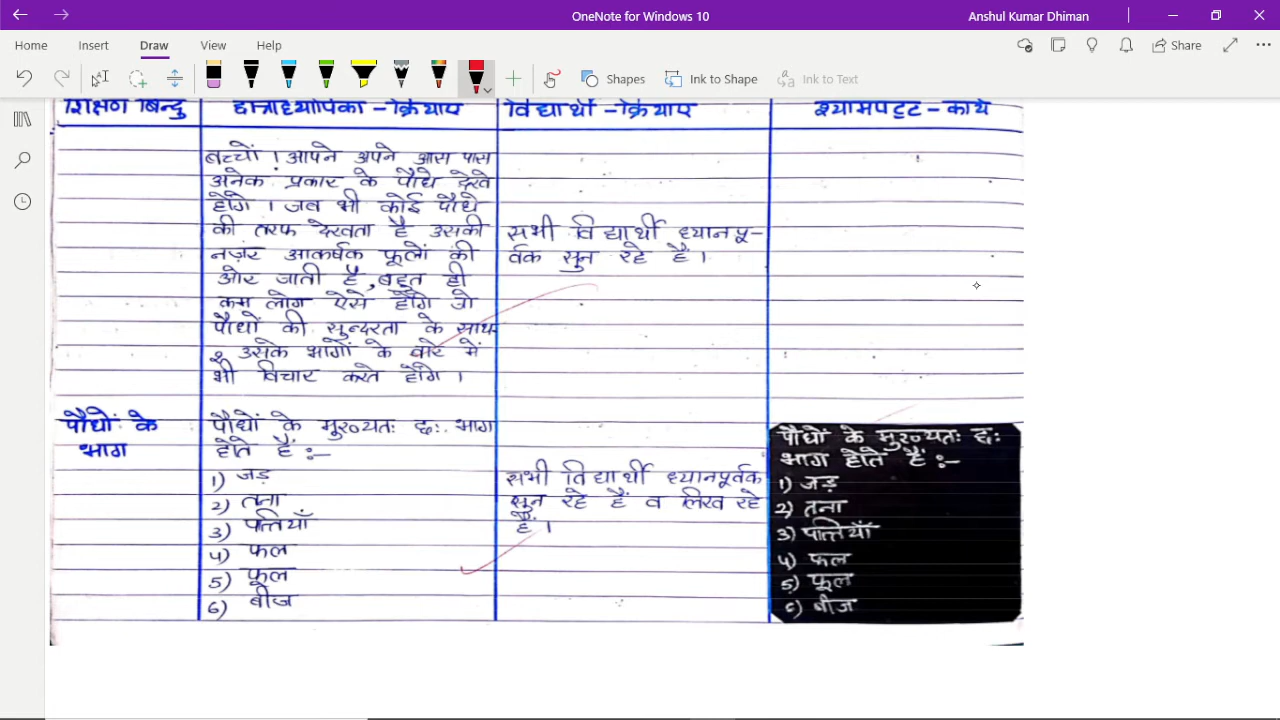 OneNote for Windows 10
Anshul Kumar Dhiman
Home Insert Draw View Help
Share
Shapes
Ink to Shape
Ink to Text
शिक्षण बिन्दु
छात्राध्यापिका - क्रियाएं
विद्यार्थी - क्रियाएं
श्यामपट्ट - कार्य
बच्चों ! आपने अपने आस पास
अनेक प्रकार के पौधे देखे
होंगे । जब भी कोई पौधे
की तरफ देखता है उसकी
नज़र आकर्षक फूलों की
ओर जाती है, बहुत ही
कम लोग ऐसे होंगे जो
पौधों की सुन्दरता के साथ-
२ उसके भागों के बारे में
भी विचार करते होंगे ।
सभी विद्यार्थी ध्यानपू-
र्वक सुन रहे हैं ।
पौधों के
भाग
पौधों के मुख्यतः छः भाग
होते हैं :-
1) जड़
2) तना
3) पत्तियाँ
4) फल
5) फूल
6) बीज
सभी विद्यार्थी ध्यानपूर्वक
सुन रहे हैं व लिख रहे
हैं ।
पौधों के मुख्यतः छः
भाग होते हैं :-
1) जड़
2) तना
3) पत्तियाँ
4) फल
5) फूल
6) बीज